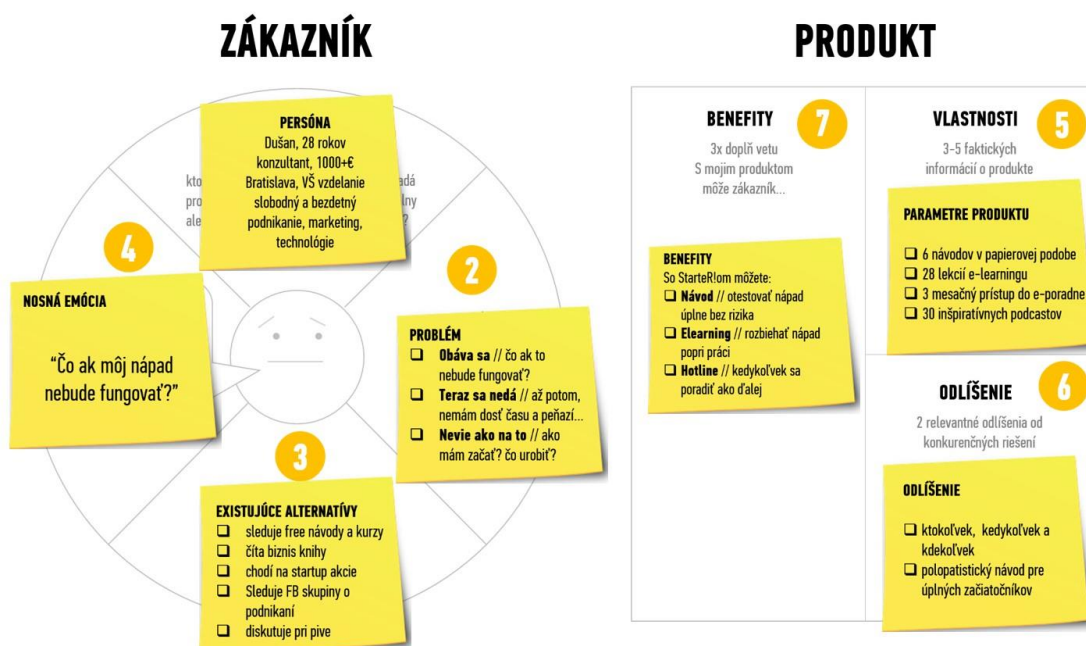 ZÁKAZNÍK
PERSÓNA
Dušan, 28 rokov
konzultant, 1000+€
Bratislava, VŠ vzdelanie
slobodný a bezdetný
podnikanie, marketing,
technológie
4
NOSNÁ EMÓCIA
"Čo ak môj nápad
nebude fungovať?"
2
PROBLÉM
❑ Obáva sa // čo ak to
nebude fungovať?
❑ Teraz sa nedá // až potom,
nemám dosť času a peňazí...
❑ Nevie ako na to // ako
mám začať? čo urobiť?
3
EXISTUJÚCE ALTERNATÍVY
❑ sleduje free návody a kurzy
❑ číta biznis knihy
❑ chodí na startup akcie
❑ Sleduje FB skupiny o
podnikaní
❑ diskutuje pri pive
PRODUKT
BENEFITY
7
3x doplň vetu
S mojim produktom
môže zákazník...
BENEFITY
So StarteR!om môžete:
❑ Návod // otestovať nápad
úplne bez rizika
❑ Elearning // rozbiehať nápad
popri práci
❑ Hotline // kedykoľvek sa
poradiť ako ďalej
VLASTNOSTI
5
3-5 faktických
informácií o produkte
PARAMETRE PRODUKTU
❑ 6 návodov v papierovej podobe
❑ 28 lekcií e-learningu
❑ 3 mesačný prístup do e-poradne
❑ 30 inšpiratívnych podcastov
ODLÍŠENIE
6
2 relevantné odlíšenia od
konkurenčných riešení
ODLÍŠENIE
❑ ktokoľvek, kedykoľvek a
kdekoľvek
❑ polopatistický návod pre
úplných začiatočníkov